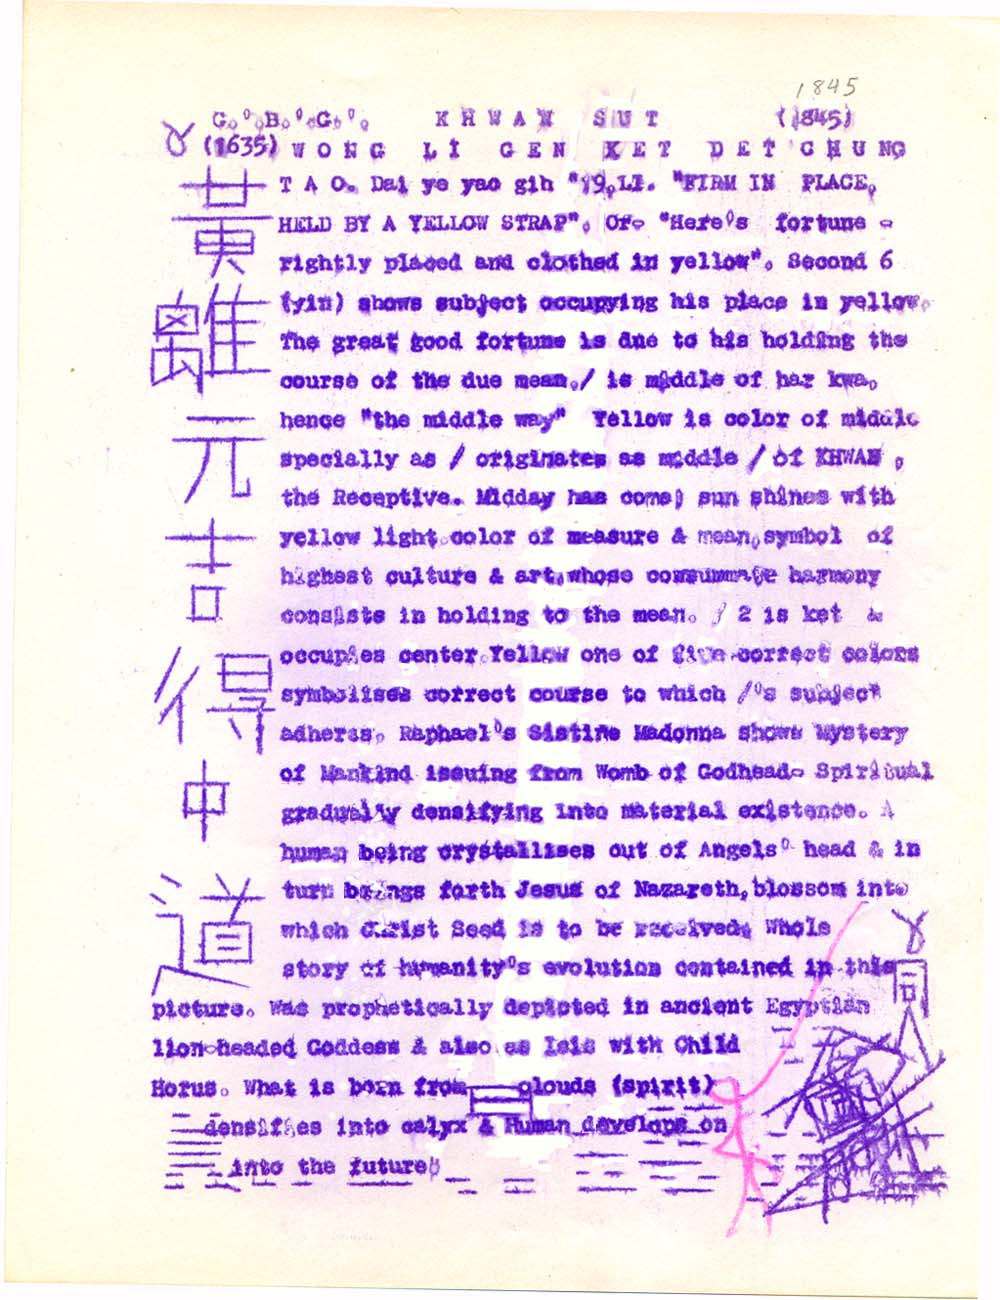 1845
G. B. G. KHWAN SUT (1845)
(1635) WONG LI GEN KET DET CHUNG
TAO. Dai ye yao gih "19, LI. "FIRM IN PLACE,
HELD BY A YELLOW STRAP". Or- "Here's fortune -
rightly placed and clothed in yellow". Second 6
(yin) shows subject occupying his place in yellow.
The great good fortune is due to his holding the
course of the due mean./ is middle of har kwa,
hence "the middle way" Yellow is color of middle
specially as / originates as middle / of KHWAN,
the Receptive. Midday has come; sun shines with
yellow light, color of measure & mean, symbol of
highest culture & art, whose consummate harmony
consists in holding to the mean. / 2 is ket &
occupies center. Yellow one of five correct colors
symbolises correct course to which /'s subject
adheres. Raphael's Sistine Madonna shows Mystery
of Mankind issuing from Womb of Godhead- Spiritual
gradually densifying into material existence. A
human being crystallises out of Angels' head & in
turn brings forth Jesus of Nazareth, blossom into
which Christ Seed is to be received. Whole
story of humanity's evolution contained in this
picture. Was prophetically depicted in ancient Egyptian
lion-headed Goddess & also as Isis with Child
Horus. What is born from clouds (spirit)
densifies into calyx & Human develops on
into the future
黄
離
元
吉
得
中
道